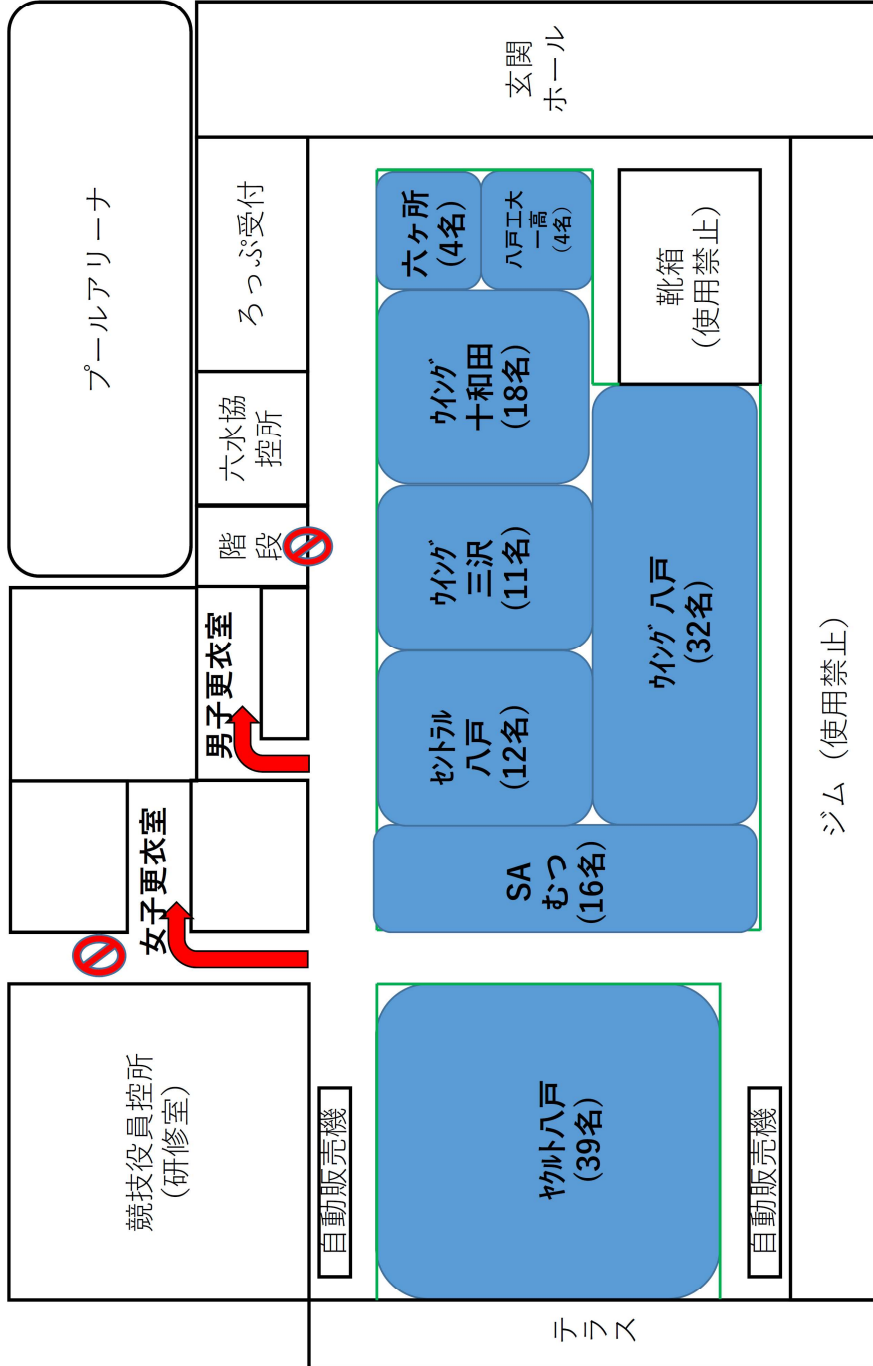 プールアリーナ
玄関
ホール
ろっぷ受付
六水協
控所
階
段
男子更衣室
女子更衣室
競技役員控所
(研修室)
六ヶ所
(4名)
八戸工大
一高
(4名)
靴箱
(使用禁止)
ｳｲﾝｸﾞ
十和田
(18名)
ｳｲﾝｸﾞ
三沢
(11名)
ｾﾝﾄﾗﾙ
八戸
(12名)
ｳｲﾝｸﾞ八戸
(32名)
SA
むつ
(16名)
ﾔｸﾙﾄ八戸
(39名)
自動販売機
自動販売機
テラス
ジム (使用禁止)